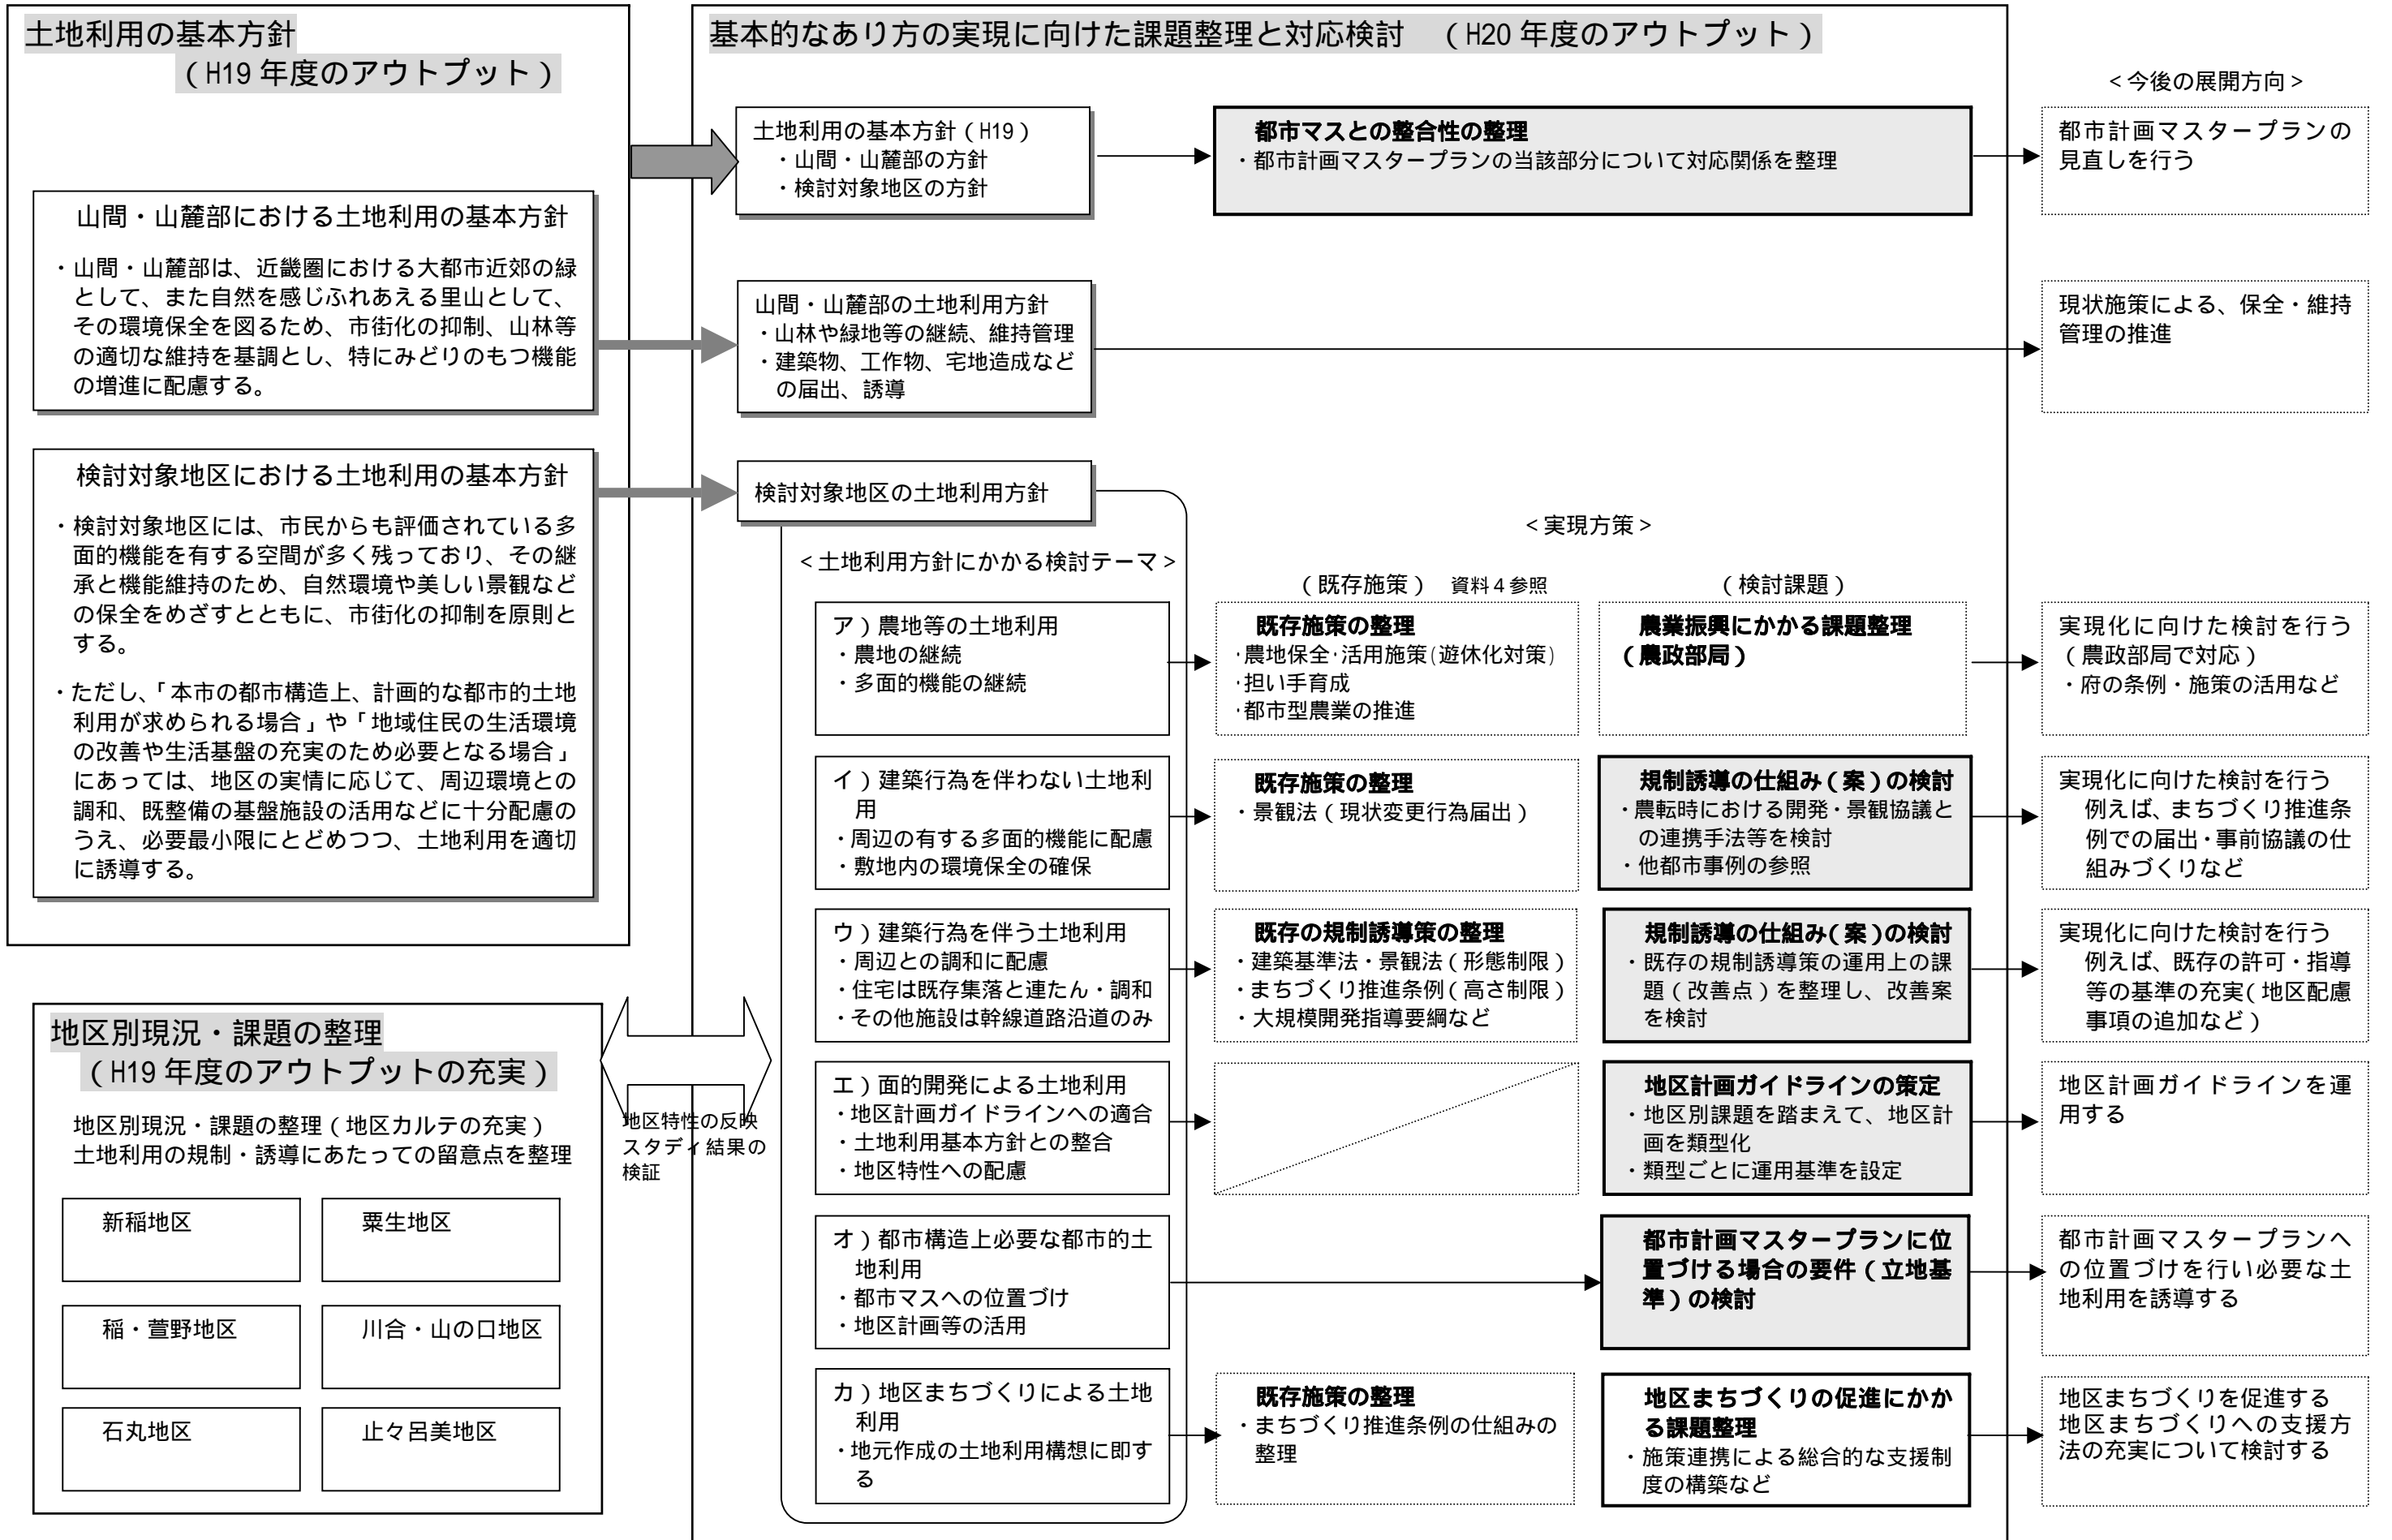 土地利用の基本方針
（H19 年度のアウトプット）
山間・山麓部における土地利用の基本方針
・山間・山麓部は、近畿圏における大都市近郊の緑
として、また自然を感じふれあえる里山として、
その環境保全を図るため、市街化の抑制、山林等
の適切な維持を基調とし、特にみどりのもつ機能
の増進に配慮する。
検討対象地区における土地利用の基本方針
・検討対象地区には、市民からも評価されている多
面的機能を有する空間が多く残っており、その継
承と機能維持のため、自然環境や美しい景観など
の保全をめざすとともに、市街化の抑制を原則と
する。
・ただし、「本市の都市構造上、計画的な都市的土地
利用が求められる場合」や「地域住民の生活環境
の改善や生活基盤の充実のため必要となる場合」
にあっては、地区の実情に応じて、周辺環境との
調和、既整備の基盤施設の活用などに十分配慮の
うえ、必要最小限にとどめつつ、土地利用を適切
に誘導する。
地区別現況・課題の整理
（H19 年度のアウトプットの充実）
地区別現況・課題の整理（地区カルテの充実）
土地利用の規制・誘導にあたっての留意点を整理
新稲地区
粟生地区
稲・萱野地区
川合・山の口地区
石丸地区
止々呂美地区
地区特性の反映
スタディ結果の
検証
基本的なあり方の実現に向けた課題整理と対応検討　（H20 年度のアウトプット）
土地利用の基本方針（H19）
・山間・山麓部の方針
・検討対象地区の方針
都市マスとの整合性の整理
・都市計画マスタープランの当該部分について対応関係を整理
＜今後の展開方向＞
都市計画マスタープランの
見直しを行う
山間・山麓部の土地利用方針
・山林や緑地等の継続、維持管理
・建築物、工作物、宅地造成など
の届出、誘導
現状施策による、保全・維持
管理の推進
検討対象地区の土地利用方針
＜土地利用方針にかかる検討テーマ＞
＜実現方策＞
（既存施策）　資料４参照
（検討課題）
ア）農地等の土地利用
・農地の継続
・多面的機能の継続
既存施策の整理
・農地保全・活用施策（遊休化対策）
・担い手育成
・都市型農業の推進
農業振興にかかる課題整理
（農政部局）
実現化に向けた検討を行う
（農政部局で対応）
・府の条例・施策の活用など
イ）建築行為を伴わない土地利
用
・周辺の有する多面的機能に配慮
・敷地内の環境保全の確保
既存施策の整理
・景観法（現状変更行為届出）
規制誘導の仕組み（案）の検討
・農転時における開発・景観協議と
の連携手法等を検討
・他都市事例の参照
実現化に向けた検討を行う
例えば、まちづくり推進条
例での届出・事前協議の仕
組みづくりなど
ウ）建築行為を伴う土地利用
・周辺との調和に配慮
・住宅は既存集落と連たん・調和
・その他施設は幹線道路沿道のみ
既存の規制誘導策の整理
・建築基準法・景観法（形態制限）
・まちづくり推進条例（高さ制限）
・大規模開発指導要綱など
規制誘導の仕組み（案）の検討
・既存の規制誘導策の運用上の課
題（改善点）を整理し、改善案
を検討
実現化に向けた検討を行う
例えば、既存の許可・指導
等の基準の充実（地区配慮
事項の追加など）
エ）面的開発による土地利用
・地区計画ガイドラインへの適合
・土地利用基本方針との整合
・地区特性への配慮
地区計画ガイドラインの策定
・地区別課題を踏まえて、地区計
画を類型化
・類型ごとに運用基準を設定
地区計画ガイドラインを運
用する
オ）都市構造上必要な都市的土
地利用
・都市マスへの位置づけ
・地区計画等の活用
都市計画マスタープランに位
置づける場合の要件（立地基
準）の検討
都市計画マスタープランへ
の位置づけを行い必要な土
地利用を誘導する
カ）地区まちづくりによる土地
利用
・地元作成の土地利用構想に即す
る
既存施策の整理
・まちづくり推進条例の仕組みの
整理
地区まちづくりの促進にかか
る課題整理
・施策連携による総合的な支援制
度の構築など
地区まちづくりを促進する
地区まちづくりへの支援方
法の充実について検討する